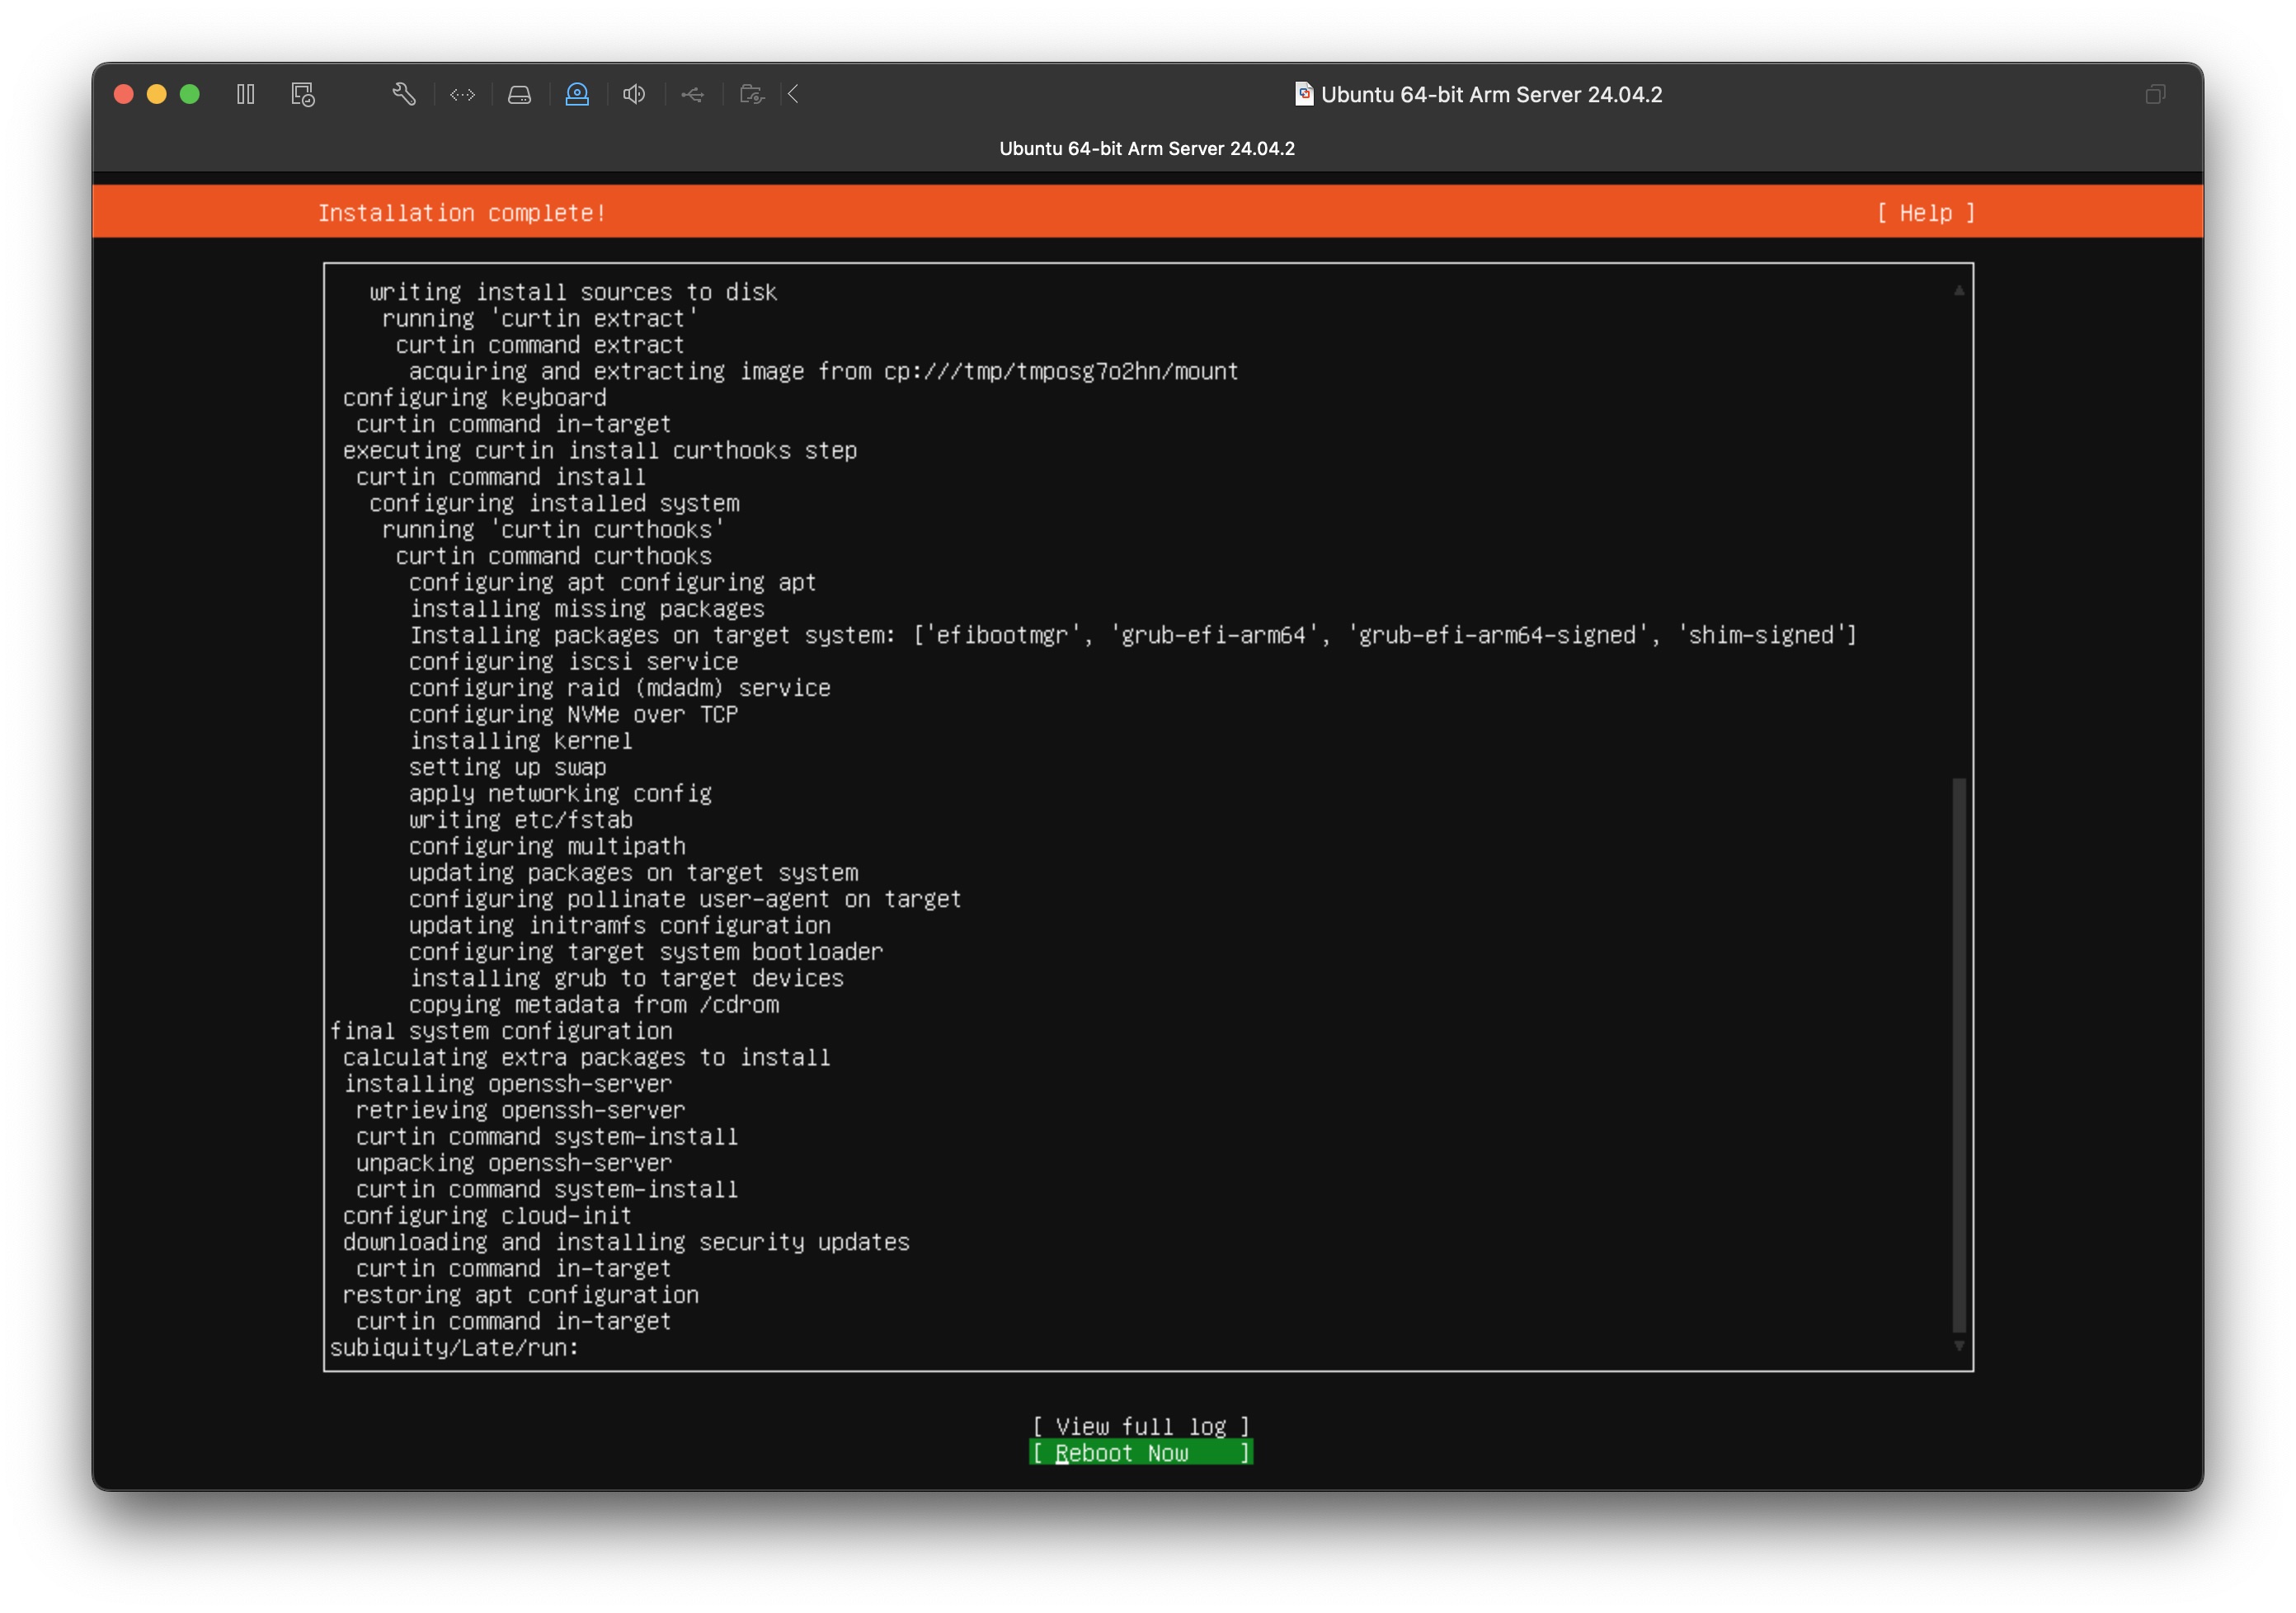 Ubuntu 64-bit Arm Server 24.04.2
Ubuntu 64-bit Arm Server 24.04.2
Installation complete! [ Help ]
writing install sources to disk
running 'curtin extract'
curtin command extract
acquiring and extracting image from cp:///tmp/tmposg7o2hn/mount
configuring keyboard
curtin command in-target
executing curtin install curthooks step
curtin command install
configuring installed system
running 'curtin curthooks'
curtin command curthooks
configuring apt configuring apt
installing missing packages
Installing packages on target system: ['efibootmgr', 'grub-efi-arm64', 'grub-efi-arm64-signed', 'shim-signed']
configuring iscsi service
configuring raid (mdadm) service
configuring NVMe over TCP
installing kernel
setting up swap
apply networking config
writing etc/fstab
configuring multipath
updating packages on target system
configuring pollinate user-agent on target
updating initramfs configuration
configuring target system bootloader
installing grub to target devices
copying metadata from /cdrom
final system configuration
calculating extra packages to install
installing openssh-server
retrieving openssh-server
curtin command system-install
unpacking openssh-server
curtin command system-install
configuring cloud-init
downloading and installing security updates
curtin command in-target
restoring apt configuration
curtin command in-target
subiquity/Late/run:
[ View full log ]
[ Reboot Now ]